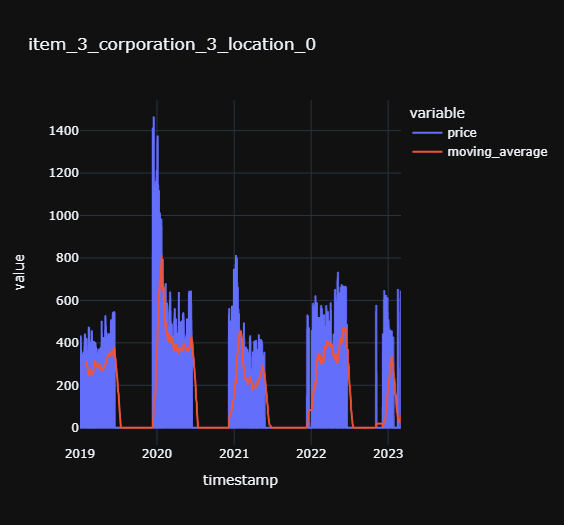 item_3_corporation_3_location_0
variable
price
moving_average
1400
1200
1000
800
600
400
200
0
value
2019
2020
2021
2022
2023
timestamp